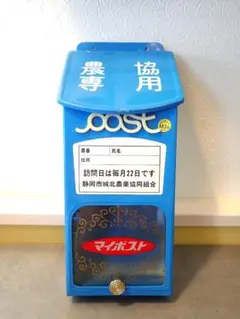 農協
専用
Post
農番 氏名
住所
訪問日は毎月22日です
静岡市城北農業協同組合
マイポスト